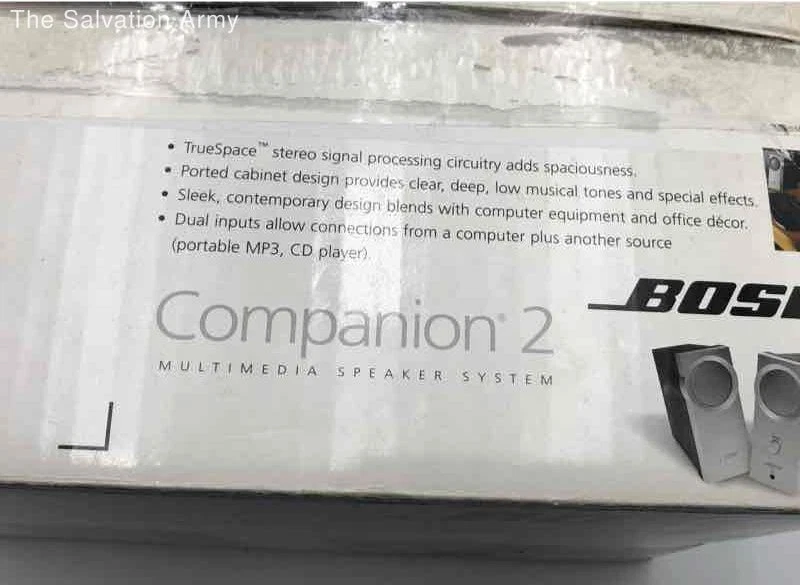 The Salvation Army
• TrueSpace™ stereo signal processing circuitry adds spaciousness.
• Ported cabinet design provides clear, deep, low musical tones and special effects.
• Sleek, contemporary design blends with computer equipment and office décor.
• Dual inputs allow connections from a computer plus another source
(portable MP3, CD player).
BOSE
Companion® 2
MULTIMEDIA SPEAKER SYSTEM